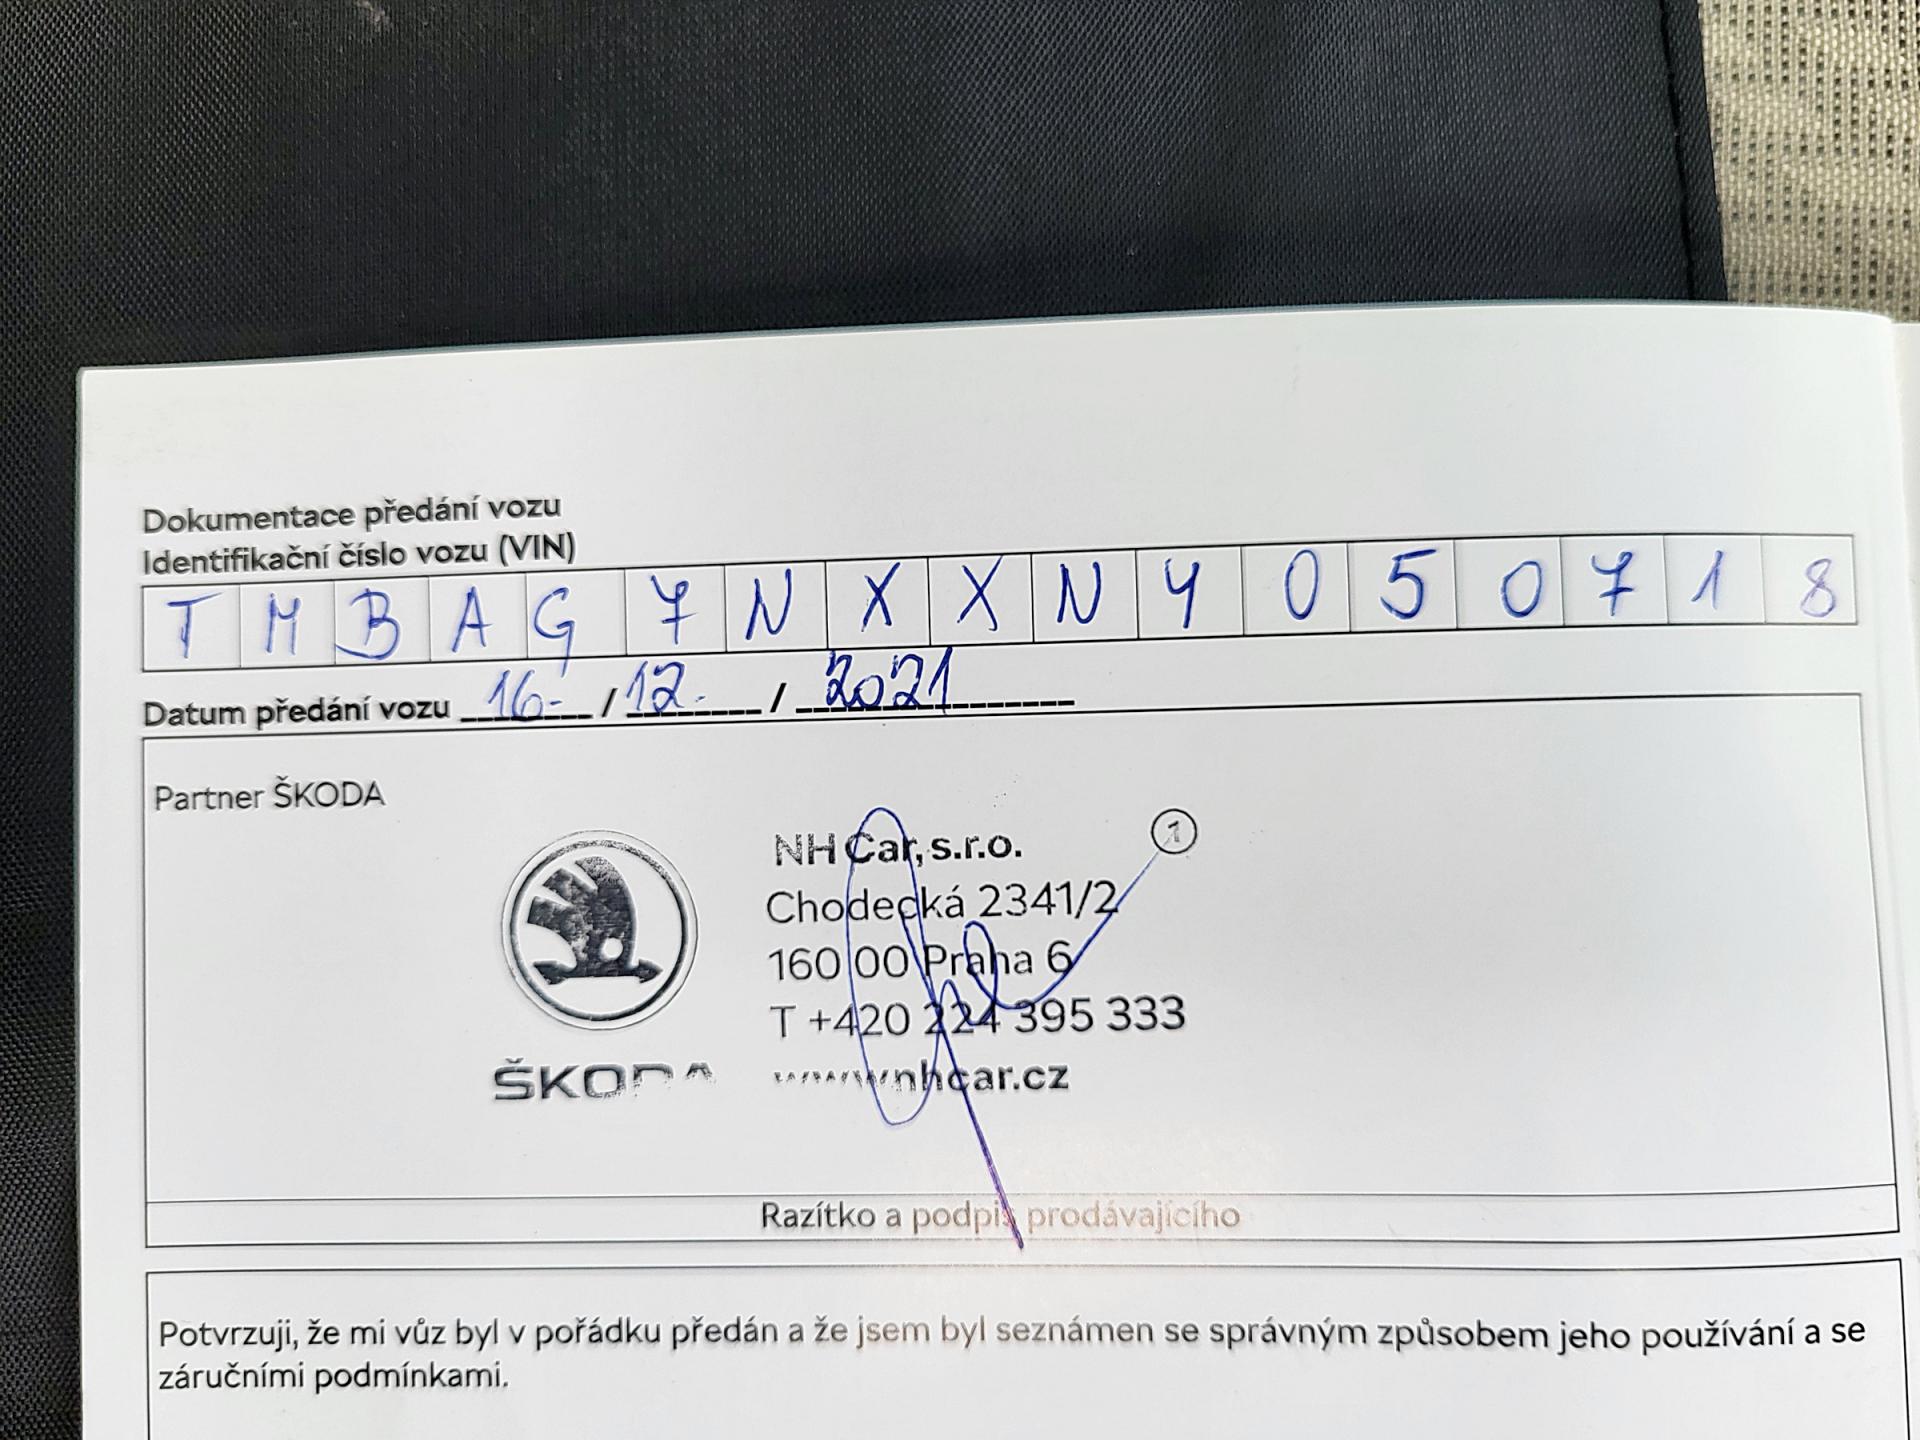 Dokumentace předání vozu
Identifikační číslo vozu (VIN)
T M B A G 7 N X X N Y 0 5 0 7 1 8
Datum předání vozu 16. / 12. / 2021
Partner ŠKODA
NH Car, s.r.o. 1
Chodecká 2341/2
160 00 Praha 6
T +420 224 395 333
ŠKODA www.nhcar.cz
Razítko a podpis prodávajícího
Potvrzuji, že mi vůz byl v pořádku předán a že jsem byl seznámen se správným způsobem jeho používání a se
záručními podmínkami.